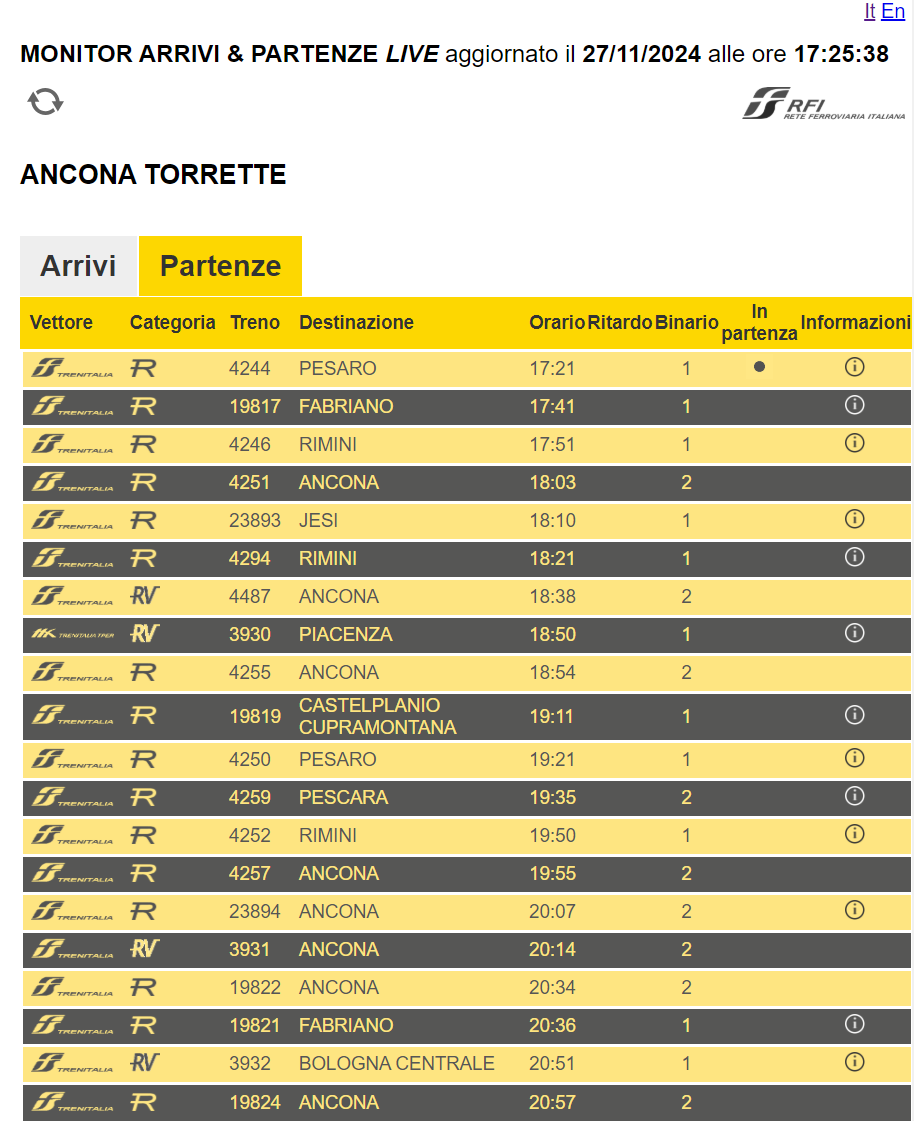 It En
MONITOR ARRIVI & PARTENZE LIVE aggiornato il 27/11/2024 alle ore 17:25:38
RFI
RETE FERROVIARIA ITALIANA
ANCONA TORRETTE
Arrivi Partenze
Vettore Categoria Treno Destinazione Orario Ritardo Binario In partenza Informazioni
TRENITALIA R 4244 PESARO 17:21 1
TRENITALIA R 19817 FABRIANO 17:41 1
TRENITALIA R 4246 RIMINI 17:51 1
TRENITALIA R 4251 ANCONA 18:03 2
TRENITALIA R 23893 JESI 18:10 1
TRENITALIA R 4294 RIMINI 18:21 1
TRENITALIA RV 4487 ANCONA 18:38 2
TRENITALIA TPER RV 3930 PIACENZA 18:50 1
TRENITALIA R 4255 ANCONA 18:54 2
TRENITALIA R 19819 CASTELPLANIO CUPRAMONTANA 19:11 1
TRENITALIA R 4250 PESARO 19:21 1
TRENITALIA R 4259 PESCARA 19:35 2
TRENITALIA R 4252 RIMINI 19:50 1
TRENITALIA R 4257 ANCONA 19:55 2
TRENITALIA R 23894 ANCONA 20:07 2
TRENITALIA RV 3931 ANCONA 20:14 2
TRENITALIA R 19822 ANCONA 20:34 2
TRENITALIA R 19821 FABRIANO 20:36 1
TRENITALIA RV 3932 BOLOGNA CENTRALE 20:51 1
TRENITALIA R 19824 ANCONA 20:57 2